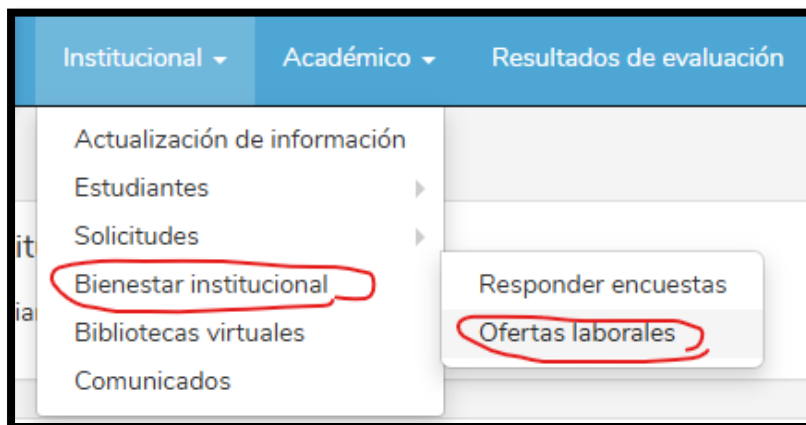 Institucional Académico Resultados de evaluación
Actualización de información
Estudiantes
Solicitudes
Bienestar institucional
Bibliotecas virtuales
Comunicados
Responder encuestas
Ofertas laborales